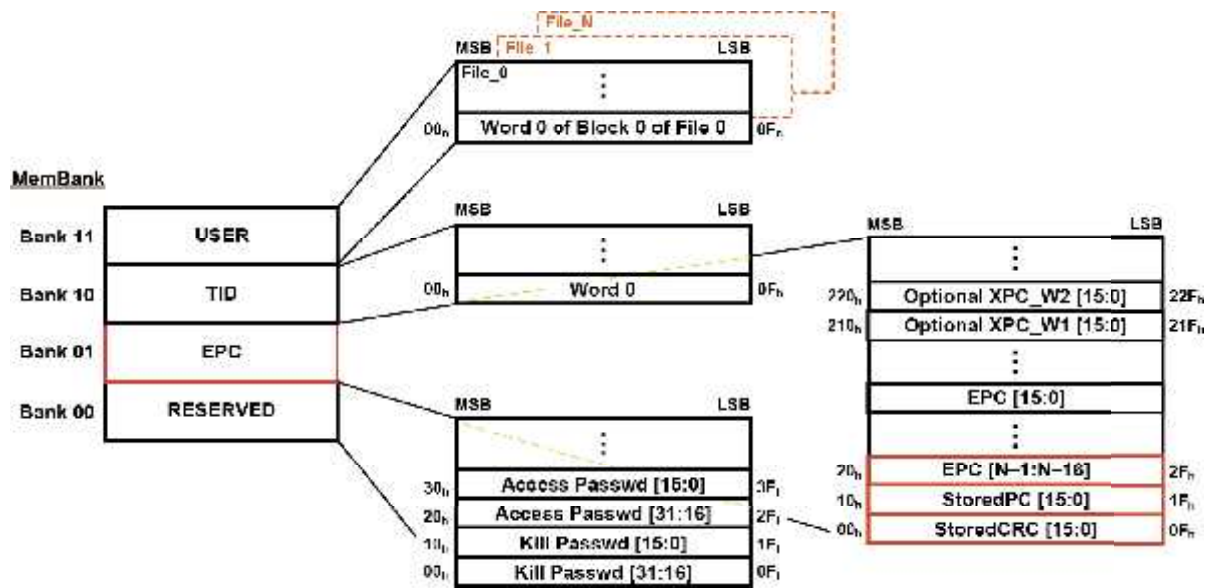 File_N
MSB File_1 LSB
File_0
00h Word 0 of Block 0 of File 0 0Fh
MemBank
Bank 11 USER
Bank 10 TID
Bank 01 EPC
Bank 00 RESERVED
MSB LSB
00h Word 0 0Fh
MSB LSB
30h Access Passwd [15:0] 3Fh
20h Access Passwd [31:16] 2Fh
10h Kill Passwd [15:0] 1Fh
00h Kill Passwd [31:16] 0Fh
MSB LSB
220h Optional XPC_W2 [15:0] 22Fh
210h Optional XPC_W1 [15:0] 21Fh
EPC [15:0]
20h EPC [N–1:N–16] 2Fh
10h StoredPC [15:0] 1Fh
00h StoredCRC [15:0] 0Fh